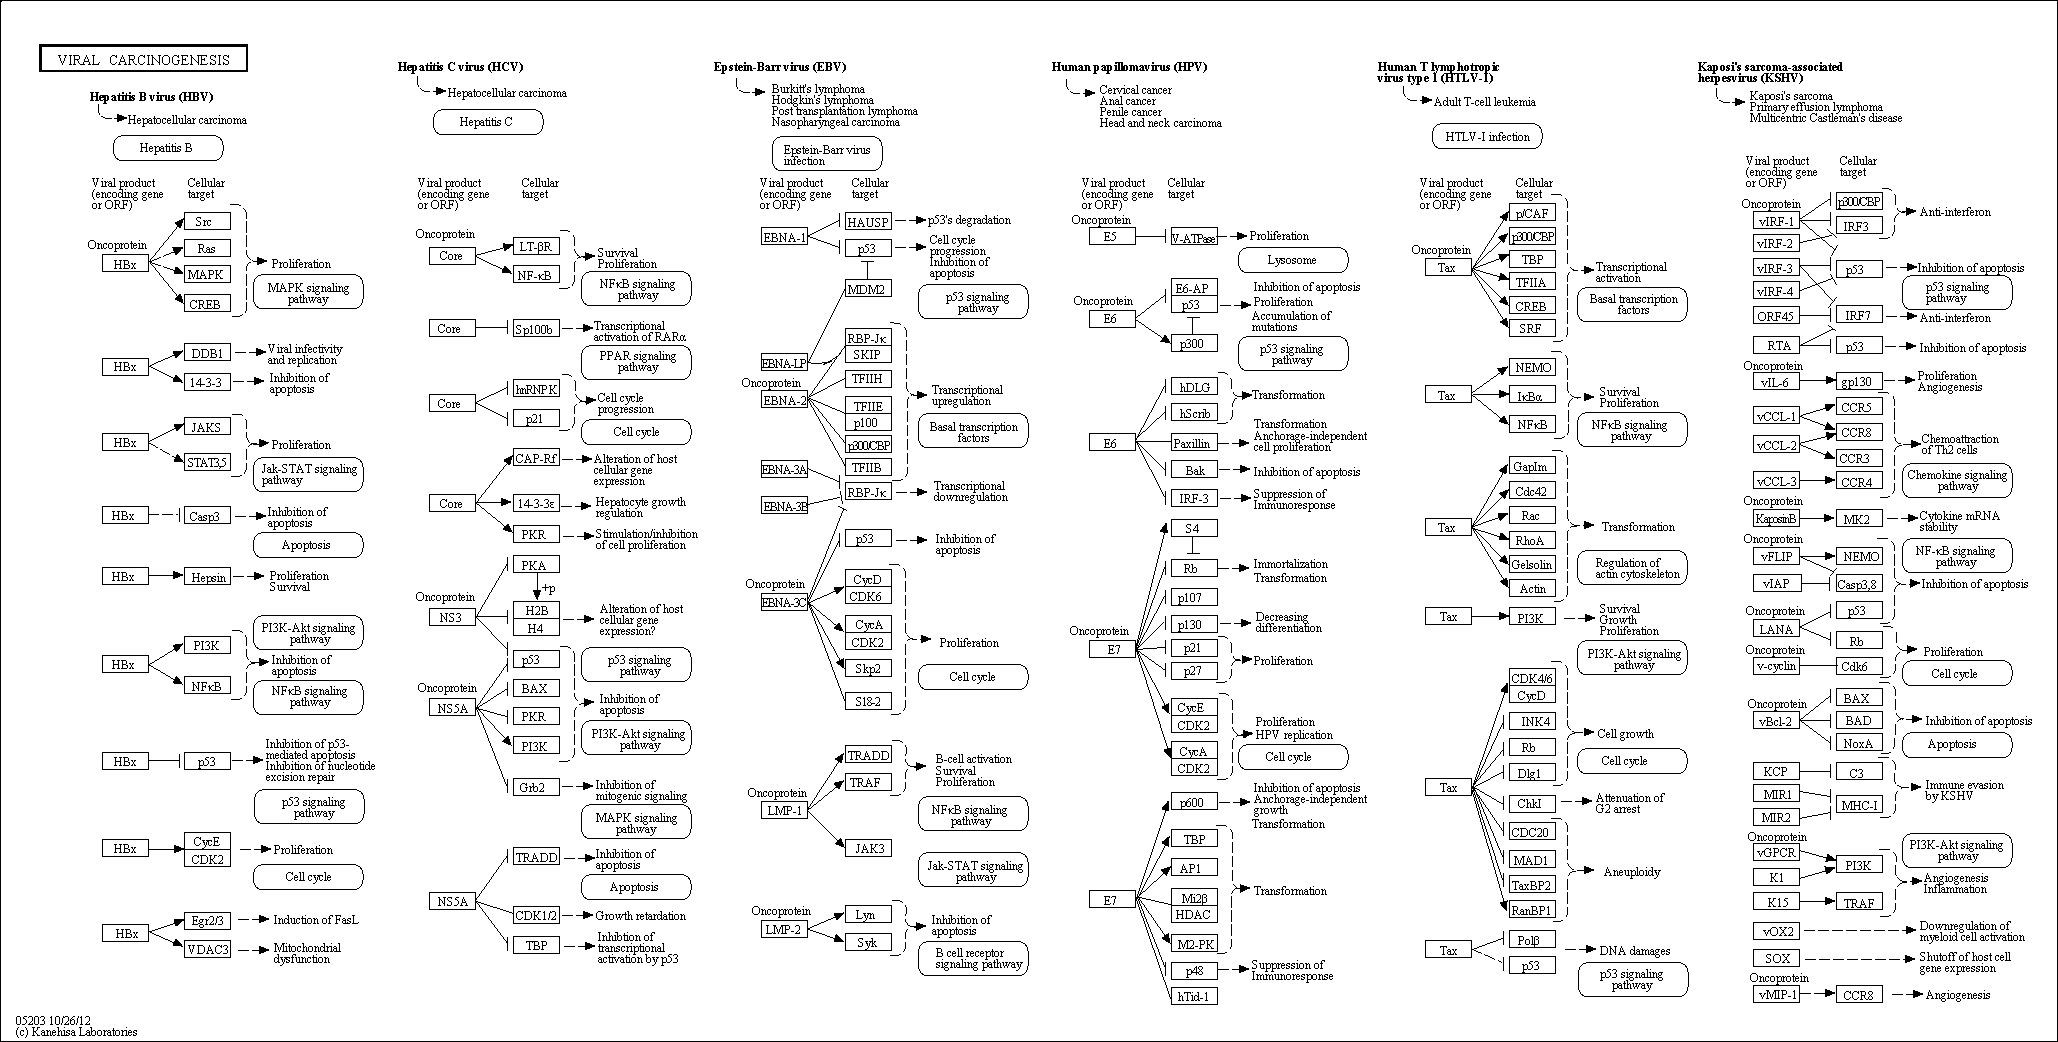 VIRAL CARCINOGENESIS
Hepatitis B virus (HBV)
Hepatocellular carcinoma
Hepatitis B
Viral product
(encoding gene
or ORF)
Cellular
target
Oncoprotein
HBx
Src
Ras
MAPK
CREB
Proliferation
MAPK signaling
pathway
HBx
DDB1
14-3-3
Viral infectivity
and replication
Inhibition of
apoptosis
HBx
JAKS
STAT3,5
Proliferation
Jak-STAT signaling
pathway
HBx
Casp3
Inhibition of
apoptosis
Apoptosis
HBx
Hepsin
Proliferation
Survival
PI3K-Akt signaling
pathway
HBx
PI3K
NFκB
Inhibition of
apoptosis
NFκB signaling
pathway
HBx
p53
Inhibition of p53-
mediated apoptosis
Inhibition of nucleotide
excision repair
p53 signaling
pathway
HBx
CycE
CDK2
Proliferation
Cell cycle
HBx
Egr2/3
VDAC3
Induction of FasL
Mitochondrial
dysfunction
05203 10/26/12
(c) Kanehisa Laboratories
Hepatitis C virus (HCV)
Hepatocellular carcinoma
Hepatitis C
Viral product
(encoding gene
or ORF)
Cellular
target
Oncoprotein
Core
LT-βR
NF-κB
Survival
Proliferation
NFκB signaling
pathway
Core
Sp100b
Transcriptional
activation of RARα
PPAR signaling
pathway
Core
hnRNPK
p21
Cell cycle
progression
Cell cycle
Core
CAP-Rf
14-3-3ε
PKR
Alteration of host
cellular gene
expression
Hepatocyte growth
regulation
Stimulation/inhibition
of cell proliferation
Oncoprotein
NS3
PKA
+p
H2B
H4
Alteration of host
cellular gene
expression?
p53
p53 signaling
pathway
Oncoprotein
NS5A
BAX
PKR
PI3K
Inhibition of
apoptosis
PI3K-Akt signaling
pathway
Grb2
Inhibition of
mitogenic signaling
MAPK signaling
pathway
NS5A
TRADD
CDK1/2
TBP
Inhibition of
apoptosis
Apoptosis
Growth retardation
Inhibition of
transcriptional
activation by p53
Epstein-Barr virus (EBV)
Burkitt's lymphoma
Hodgkin's lymphoma
Post transplantation lymphoma
Nasopharyngeal carcinoma
Epstein-Barr virus
infection
Viral product
(encoding gene
or ORF)
Cellular
target
EBNA-1
HAUSP
p53
MDM2
p53's degradation
Cell cycle
progression
Inhibition of
apoptosis
p53 signaling
pathway
EBNA-LP
Oncoprotein
EBNA-2
RBP-Jκ
SKIP
TFIIH
TFIIE
p100
p300/CBP
TFIIB
Transcriptional
upregulation
Basal transcription
factors
EBNA-3A
EBNA-3B
RBP-Jκ
Transcriptional
downregulation
Oncoprotein
EBNA-3C
p53
Inhibition of
apoptosis
CycD
CDK6
CycA
CDK2
Skp2
S18-2
Proliferation
Cell cycle
Oncoprotein
LMP-1
TRADD
TRAF
JAK3
B-cell activation
Survival
Proliferation
NFκB signaling
pathway
Jak-STAT signaling
pathway
Oncoprotein
LMP-2
Lyn
Syk
Inhibition of
apoptosis
B cell receptor
signaling pathway
Human papillomavirus (HPV)
Cervical cancer
Anal cancer
Penile cancer
Head and neck carcinoma
Viral product
(encoding gene
or ORF)
Cellular
target
Oncoprotein
E5
V-ATPase
Proliferation
Lysosome
Oncoprotein
E6
E6-AP
p53
p300
Inhibition of apoptosis
Proliferation
Accumulation of
mutations
p53 signaling
pathway
E6
hDLG
hScrib
Paxillin
Bak
IRF-3
Transformation
Transformation
Anchorage-independent
cell proliferation
Inhibition of apoptosis
Suppression of
Immunoresponse
Oncoprotein
E7
S4
Rb
p107
p130
p21
p27
CycE
CDK2
CycA
CDK2
Immortalization
Transformation
Decreasing
differentiation
Proliferation
Proliferation
HPV replication
Cell cycle
E7
p600
TBP
AP1
Mi2β
HDAC
M2-PK
p48
hTid-1
Inhibition of apoptosis
Anchorage-independent
growth
Transformation
Transformation
Suppression of
Immunoresponse
Human T lymphotropic
virus type 1 (HTLV-1)
Adult T-cell leukemia
HTLV-I infection
Viral product
(encoding gene
or ORF)
Cellular
target
Oncoprotein
Tax
p/CAF
p300/CBP
TBP
TFIIA
CREB
SRF
Transcriptional
activation
Basal transcription
factors
Tax
NEMO
IκBα
NFκB
Survival
Proliferation
NFκB signaling
pathway
Tax
GapIm
Cdc42
Rac
RhoA
Gelsolin
Actin
Transformation
Regulation of
actin cytoskeleton
Tax
PI3K
Survival
Growth
Proliferation
PI3K-Akt signaling
pathway
Tax
CDK4/6
CycD
INK4
Rb
Dlg1
ChkI
CDC20
MAD1
TaxBP2
RanBP1
Cell growth
Cell cycle
Attenuation of
G2 arrest
Aneuploidy
Tax
Polβ
p53
DNA damages
p53 signaling
pathway
Kaposi's sarcoma-associated
herpesvirus (KSHV)
Kaposi's sarcoma
Primary effusion lymphoma
Multicentric Castleman's disease
Viral product
(encoding gene
or ORF)
Cellular
target
Oncoprotein
vIRF-1
vIRF-2
vIRF-3
vIRF-4
ORF45
RTA
p300/CBP
IRF3
p53
IRF7
p53
Anti-interferon
Inhibition of apoptosis
p53 signaling
pathway
Anti-interferon
Inhibition of apoptosis
Oncoprotein
vIL-6
gp130
Proliferation
Angiogenesis
vCCL-1
vCCL-2
vCCL-3
CCR5
CCR8
CCR3
CCR4
Chemoattraction
of Th2 cells
Chemokine signaling
pathway
Oncoprotein
KaposinB
MK2
Cytokine mRNA
stability
Oncoprotein
vFLIP
vIAP
NEMO
Casp3,8
NF-κB signaling
pathway
Inhibition of apoptosis
Oncoprotein
LANA
p53
Rb
Oncoprotein
v-cyclin
Cdk6
Proliferation
Cell cycle
Oncoprotein
vBcl-2
BAX
BAD
NoxA
Inhibition of apoptosis
Apoptosis
KCP
MIR1
MIR2
C3
MHC-I
Immune evasion
by KSHV
Oncoprotein
vGPCR
K1
K15
PI3K
TRAF
PI3K-Akt signaling
pathway
Angiogenesis
Inflammation
vOX2
Downregulation of
myeloid cell activation
SOX
Shutoff of host cell
gene expression
Oncoprotein
vMIP-1
CCR8
Angiogenesis